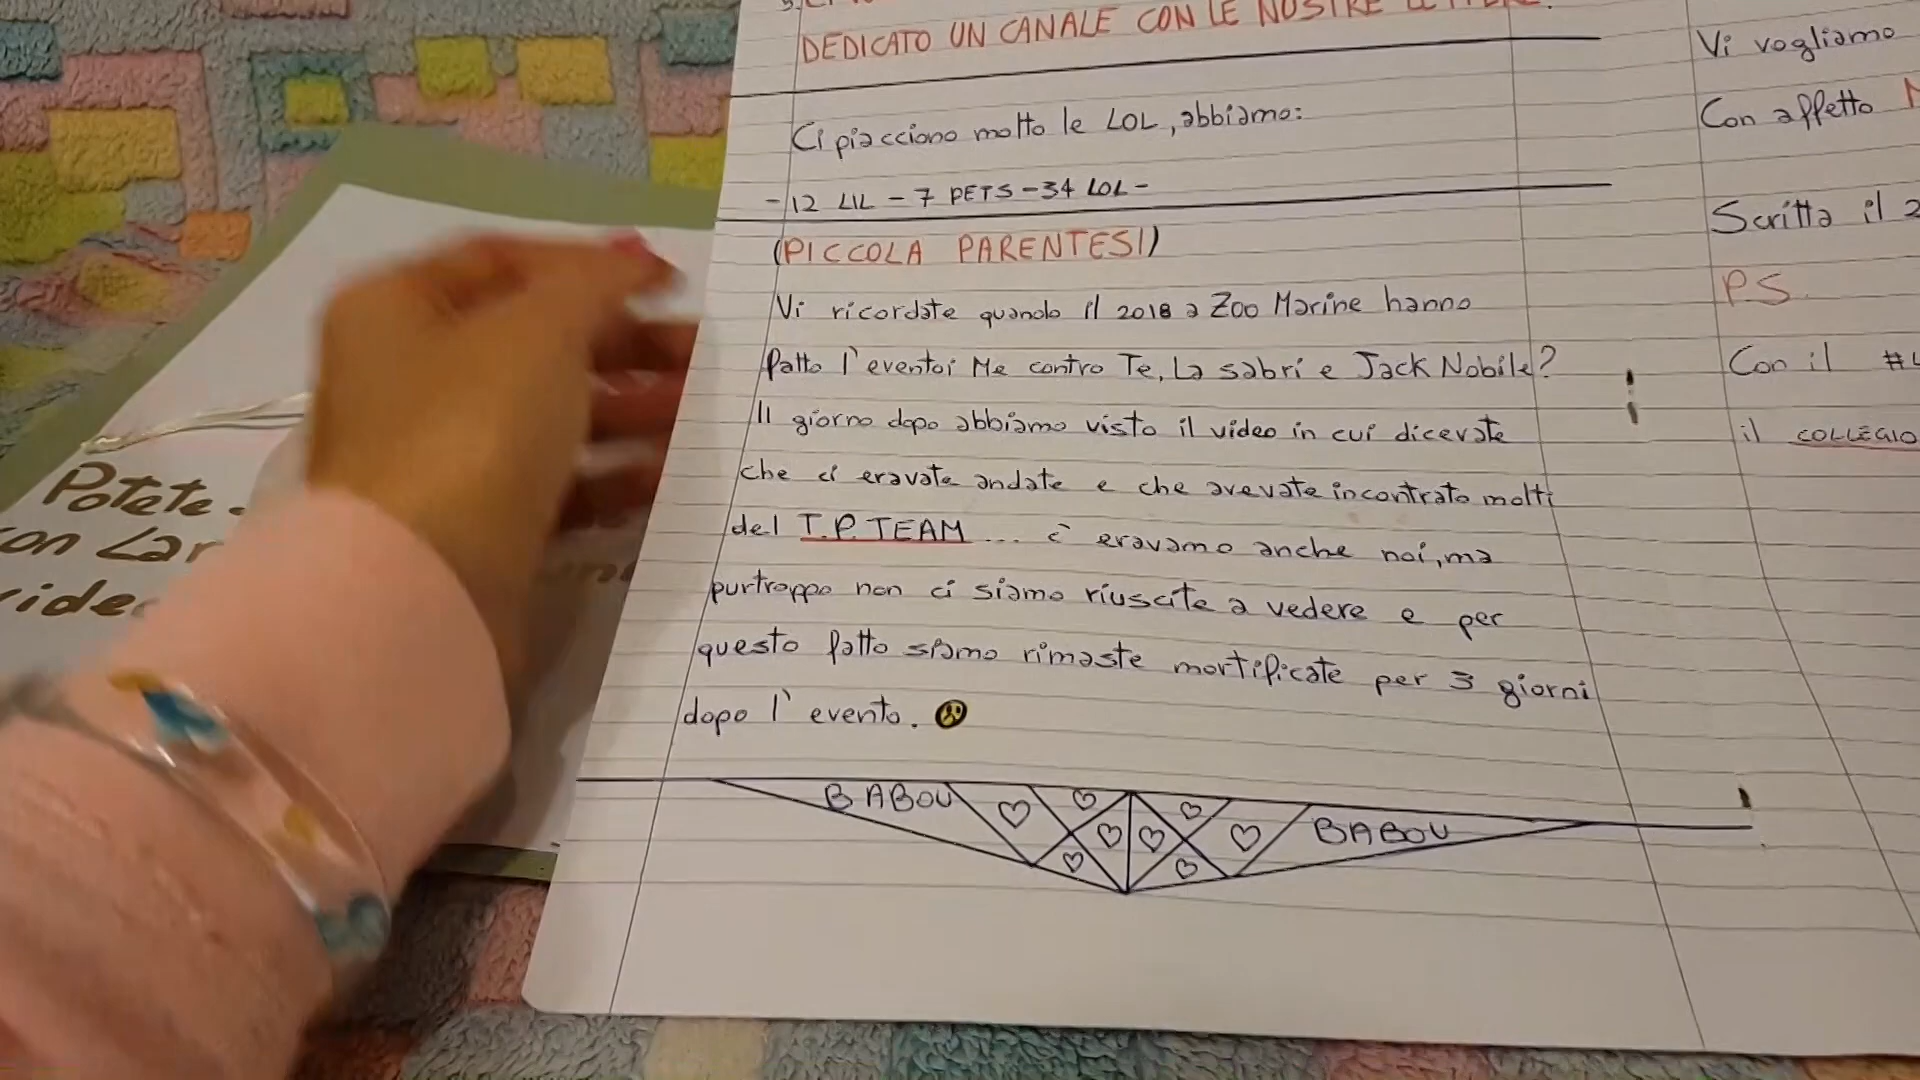 DEDICATO UN CANALE CON LE NOSTRE LETTERE.
Ci piacciono molto le LOL, abbiamo:
-12 LIL - 7 PETS - 34 LOL -
(PICCOLA PARENTESI)
Vi ricordate quando il 2018 a Zoo Marine hanno
fatto l'evento: Me contro Te, La sabri e Jack Nobile?
Il giorno dopo abbiamo visto il video in cui dicevate
che ci eravate andate e che avevate incontrato molti
del T.P. TEAM... c'eravamo anche noi, ma
purtroppo non ci siamo riuscite a vedere e per
questo fatto siamo rimaste mortificate per 3 giorni
dopo l'evento. ☹
BABOU BABOU
Vi vogliamo
Con affetto
Scritta il 2
P.S.
Con il #
il COLLEGIO
Potete
con